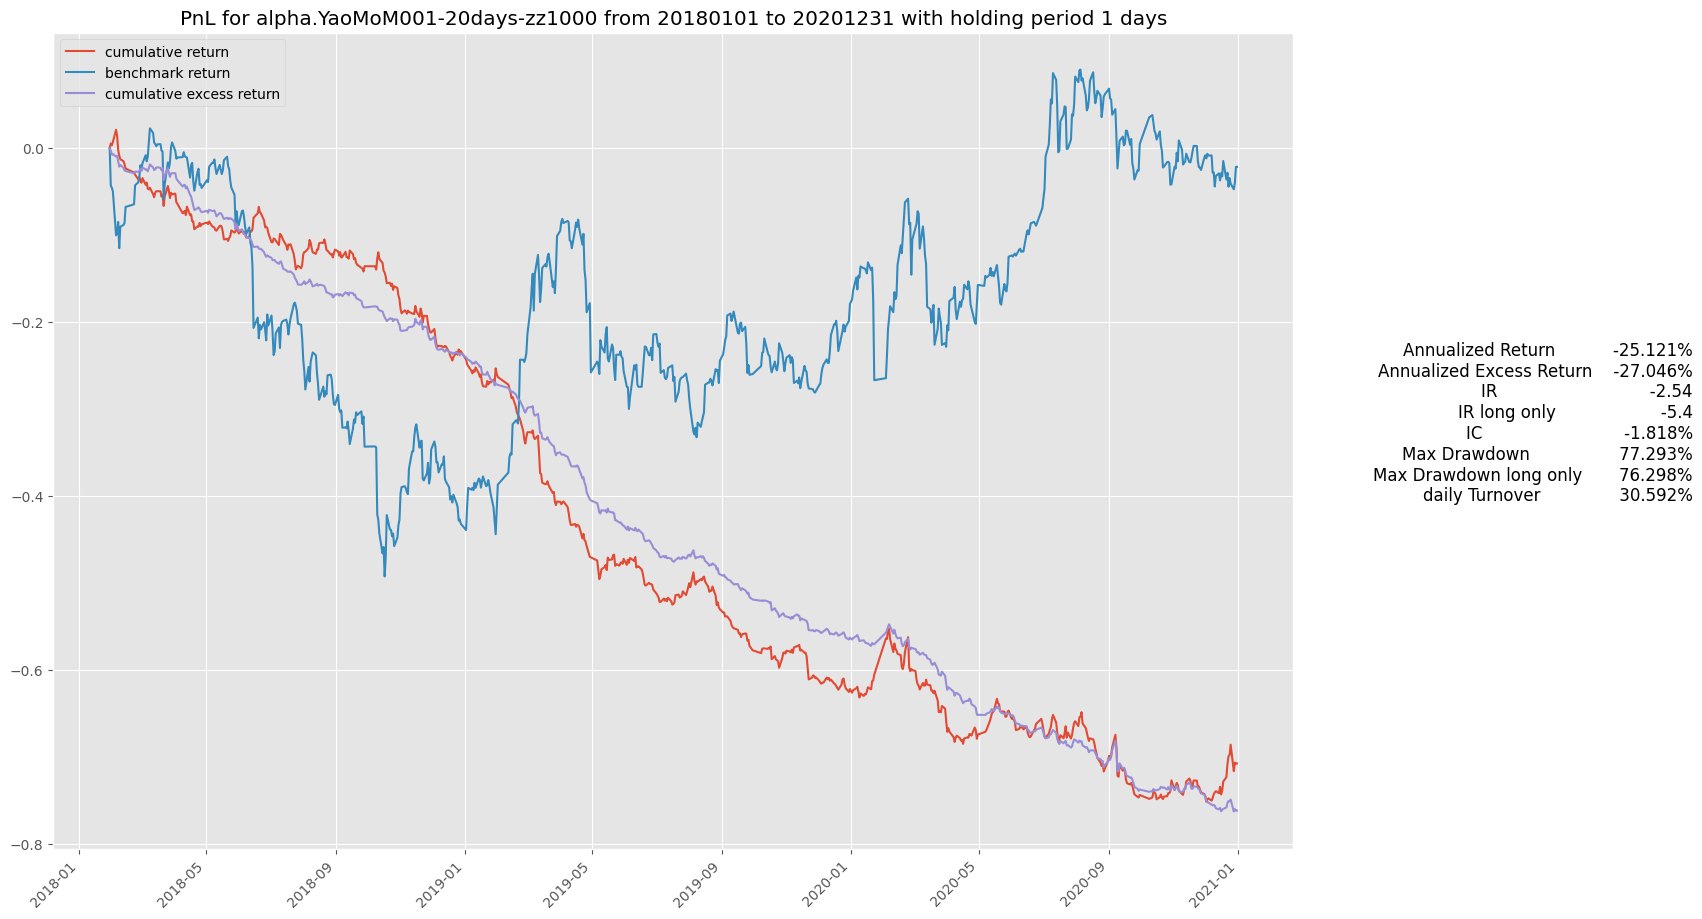 PnL for alpha.YaoMoM001-20days-zz1000 from 20180101 to 20201231 with holding period 1 days
cumulative return
benchmark return
cumulative excess return
0.0
−0.2
−0.4
−0.6
−0.8
2018-01
2018-05
2018-09
2019-01
2019-05
2019-09
2020-01
2020-05
2020-09
2021-01
Annualized Return -25.121%
Annualized Excess Return -27.046%
IR -2.54
IR long only -5.4
IC -1.818%
Max Drawdown 77.293%
Max Drawdown long only 76.298%
daily Turnover 30.592%